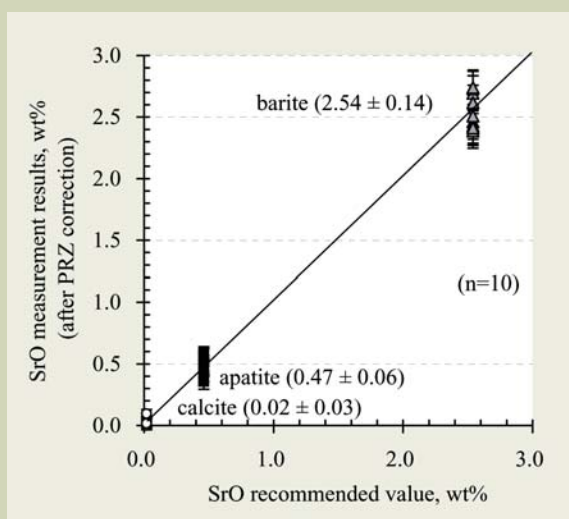 3.0
2.5
2.0
1.5
1.0
0.5
0.0
SrO measurement results, wt%
(after PRZ correction)
barite (2.54 ± 0.14)
(n=10)
apatite (0.47 ± 0.06)
calcite (0.02 ± 0.03)
0.0 1.0 2.0 3.0
SrO recommended value, wt%